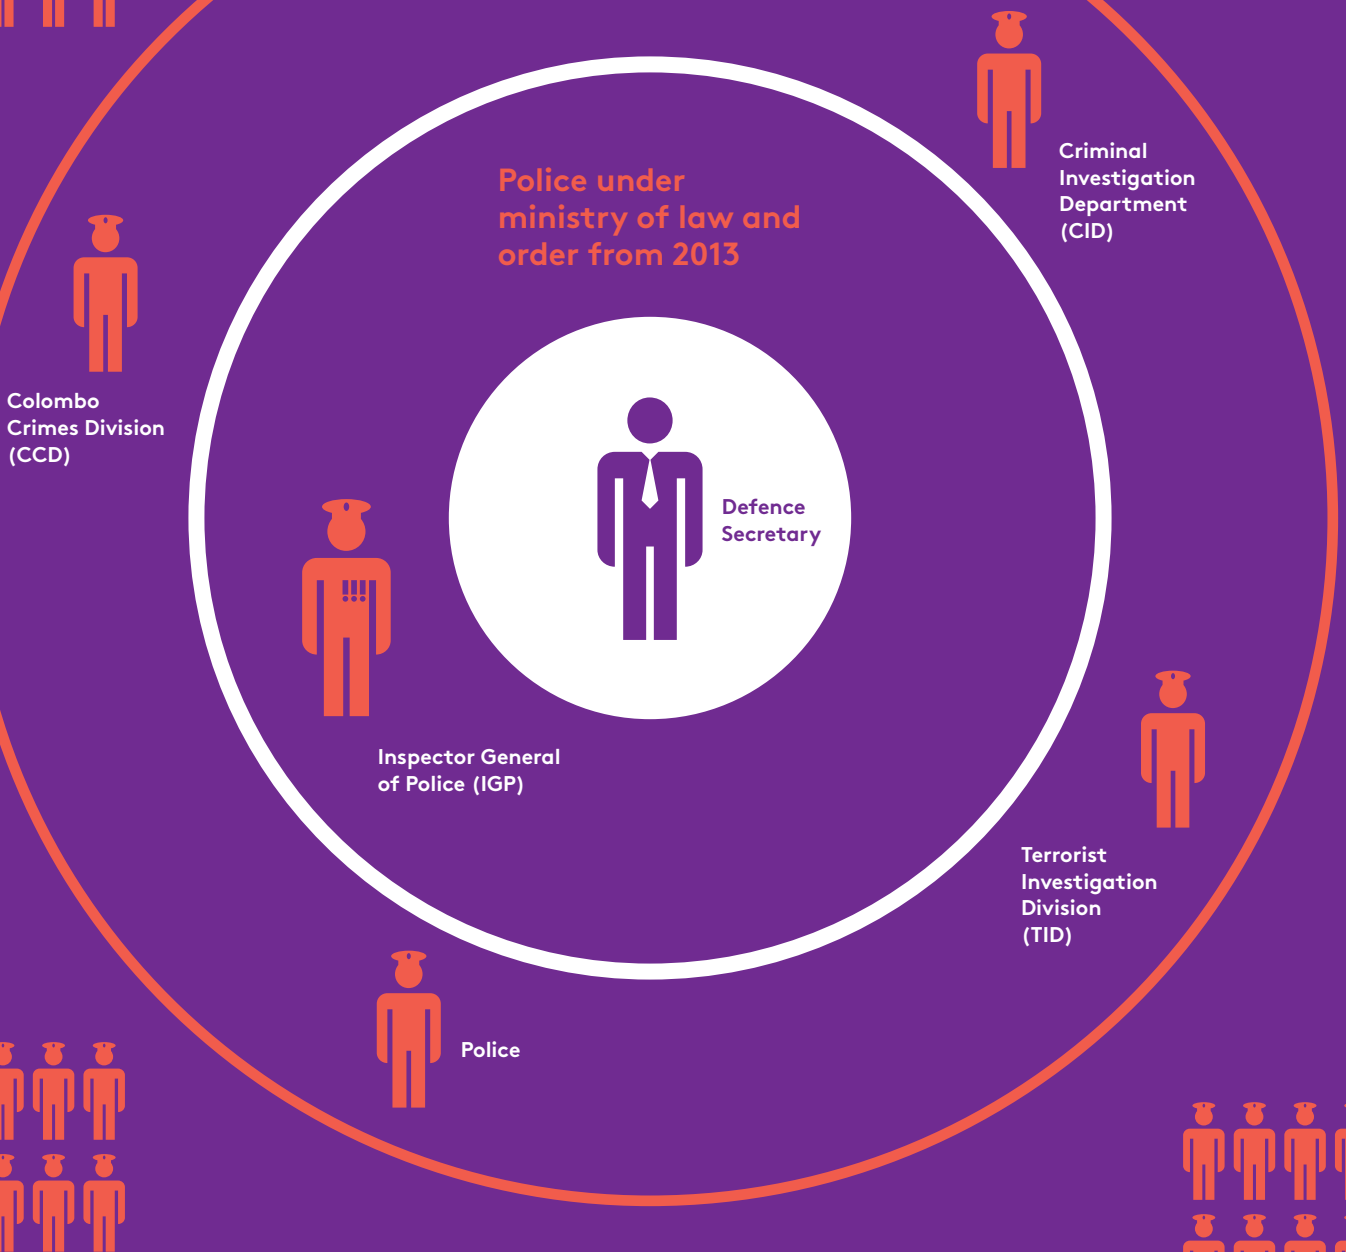 Criminal
Investigation
Department
(CID)
Police under
ministry of law and
order from 2013
Colombo
Crimes Division
(CCD)
Defence
Secretary
Inspector General
of Police (IGP)
Terrorist
Investigation
Division
(TID)
Police